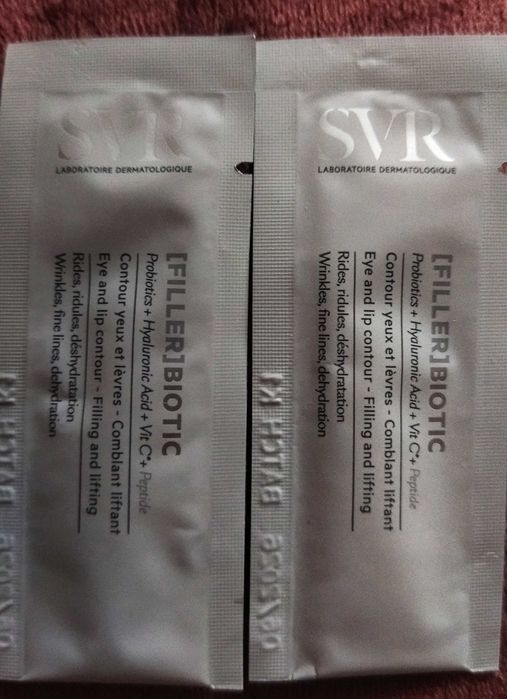 SVR
LABORATOIRE DERMATOLOGIQUE
[FILLER]BIOTIC
Probiotics + Hyaluronic Acid + Vit C*+ Peptide
Contour yeux et lèvres - Comblant liftant
Eye and lip contour - Filling and lifting
Rides, ridules, déshydratation
Wrinkles, fine lines, dehydration
SVR
LABORATOIRE DERMATOLOGIQUE
[FILLER]BIOTIC
Probiotics + Hyaluronic Acid + Vit C*+ Peptide
Contour yeux et lèvres - Comblant liftant
Eye and lip contour - Filling and lifting
Rides, ridules, déshydratation
Wrinkles, fine lines, dehydration